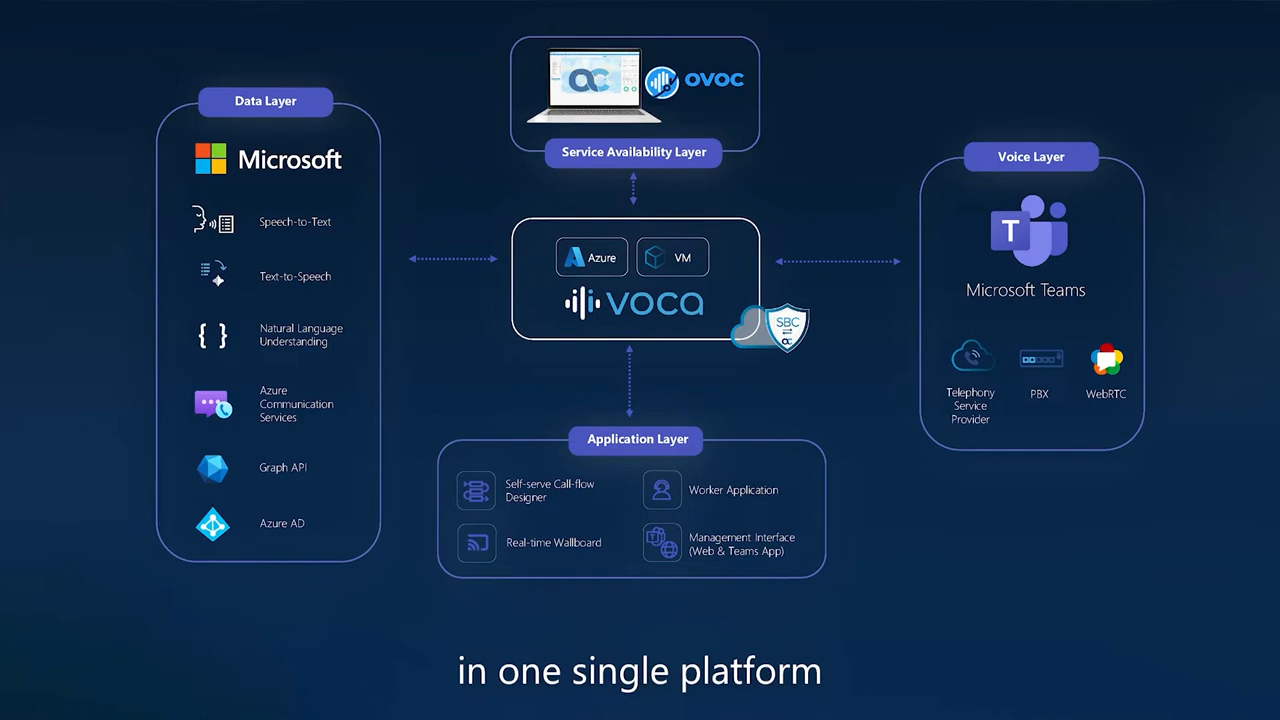 Data Layer
Microsoft
Speech-to-Text
Text-to-Speech
Natural Language
Understanding
Azure
Communication
Services
Graph API
Azure AD
OVOC
Service Availability Layer
Azure
VM
voca
SBC
Application Layer
Self-serve Call-flow
Designer
Worker Application
Real-time Wallboard
Management Interface
(Web & Teams App)
Voice Layer
T
Microsoft Teams
Telephony
Service
Provider
PBX
WebRTC
in one single platform